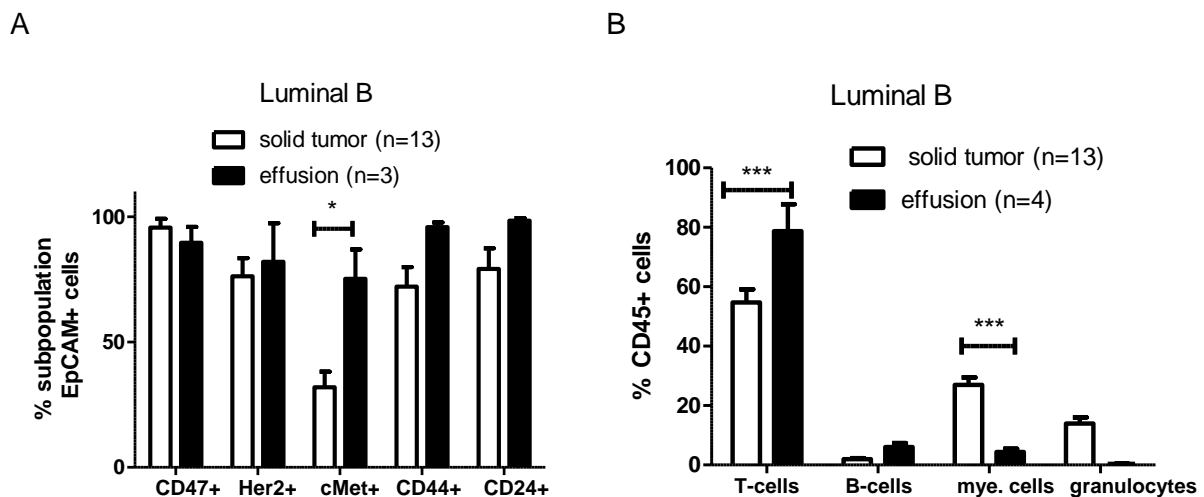 A
Luminal B
solid tumor (n=13)
effusion (n=3)
% subpopulation
EpCAM+ cells
100
50
0
*
CD47+ Her2+ cMet+ CD44+ CD24+
B
Luminal B
solid tumor (n=13)
effusion (n=4)
% CD45+ cells
100
80
60
40
20
0
***
***
T-cells B-cells mye. cells granulocytes